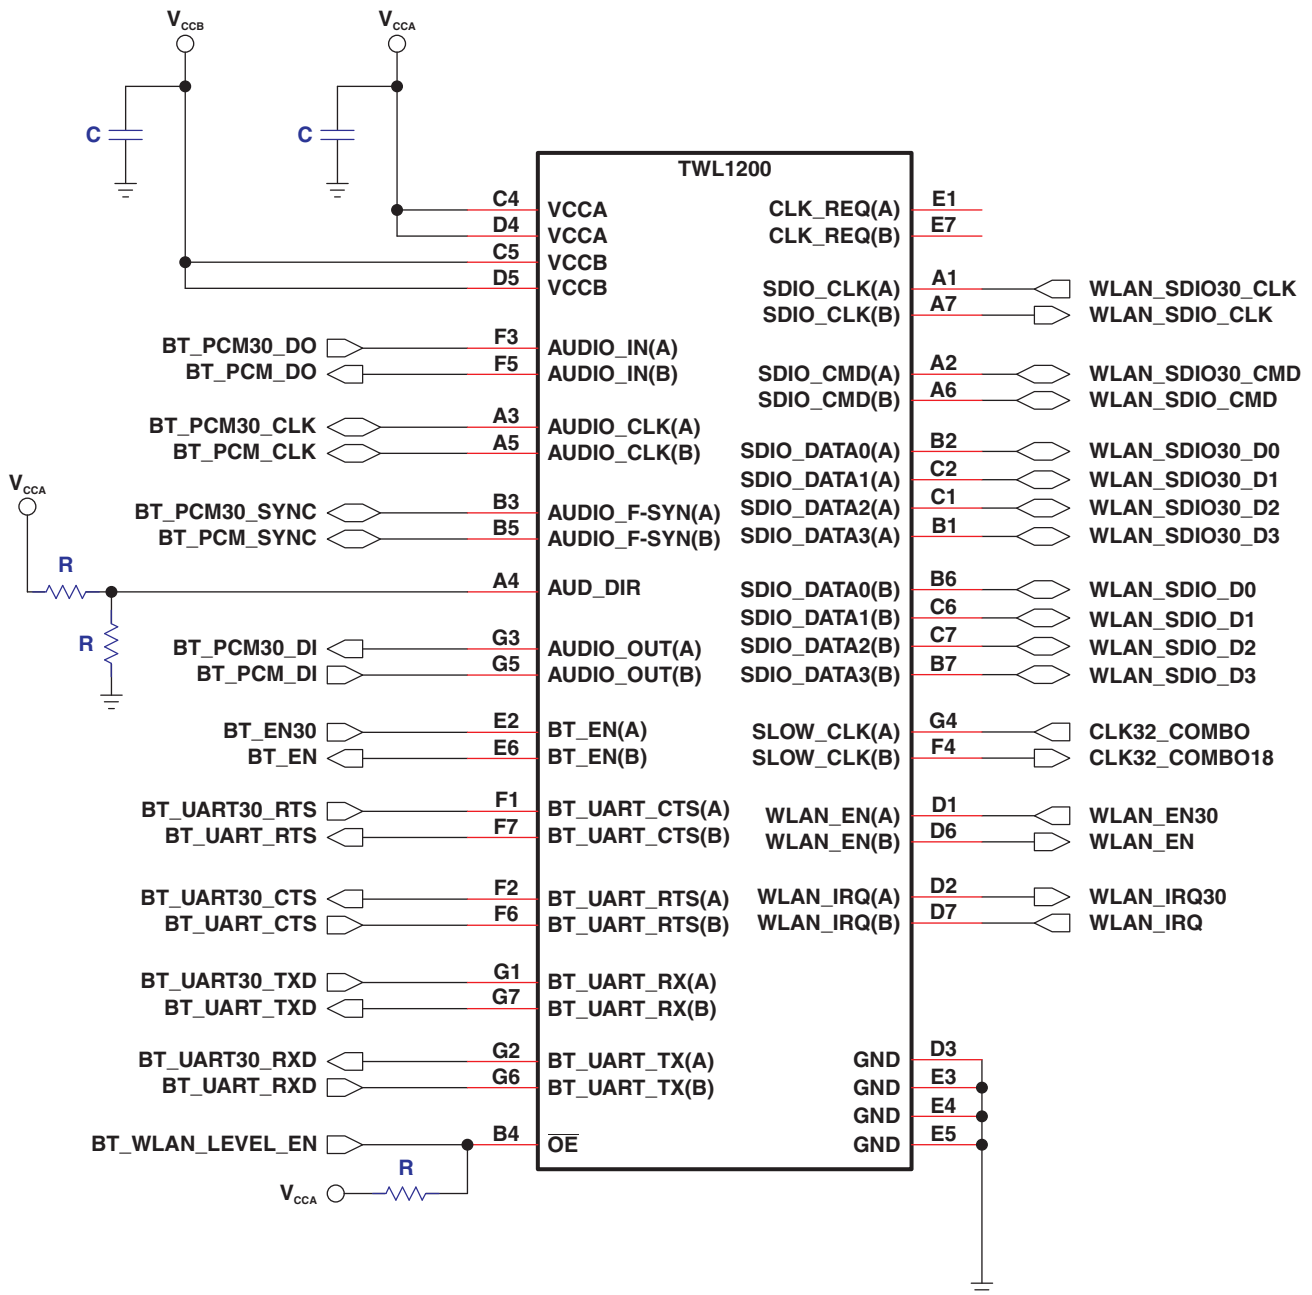 V_CCB
V_CCA
C
C
TWL1200
C4 VCCA
D4 VCCA
C5 VCCB
D5 VCCB
CLK_REQ(A) E1
CLK_REQ(B) E7
SDIO_CLK(A) A1 WLAN_SDIO30_CLK
SDIO_CLK(B) A7 WLAN_SDIO_CLK
BT_PCM30_DO F3 AUDIO_IN(A)
BT_PCM_DO F5 AUDIO_IN(B)
SDIO_CMD(A) A2 WLAN_SDIO30_CMD
SDIO_CMD(B) A6 WLAN_SDIO_CMD
BT_PCM30_CLK A3 AUDIO_CLK(A)
BT_PCM_CLK A5 AUDIO_CLK(B)
SDIO_DATA0(A) B2 WLAN_SDIO30_D0
SDIO_DATA1(A) C2 WLAN_SDIO30_D1
SDIO_DATA2(A) C1 WLAN_SDIO30_D2
SDIO_DATA3(A) B1 WLAN_SDIO30_D3
V_CCA
BT_PCM30_SYNC B3 AUDIO_F-SYN(A)
BT_PCM_SYNC B5 AUDIO_F-SYN(B)
R
A4 AUD_DIR
R
SDIO_DATA0(B) B6 WLAN_SDIO_D0
SDIO_DATA1(B) C6 WLAN_SDIO_D1
SDIO_DATA2(B) C7 WLAN_SDIO_D2
SDIO_DATA3(B) B7 WLAN_SDIO_D3
BT_PCM30_DI G3 AUDIO_OUT(A)
BT_PCM_DI G5 AUDIO_OUT(B)
BT_EN30 E2 BT_EN(A)
BT_EN E6 BT_EN(B)
SLOW_CLK(A) G4 CLK32_COMBO
SLOW_CLK(B) F4 CLK32_COMBO18
BT_UART30_RTS F1 BT_UART_CTS(A)
BT_UART_RTS F7 BT_UART_CTS(B)
WLAN_EN(A) D1 WLAN_EN30
WLAN_EN(B) D6 WLAN_EN
BT_UART30_CTS F2 BT_UART_RTS(A)
BT_UART_CTS F6 BT_UART_RTS(B)
WLAN_IRQ(A) D2 WLAN_IRQ30
WLAN_IRQ(B) D7 WLAN_IRQ
BT_UART30_TXD G1 BT_UART_RX(A)
BT_UART_TXD G7 BT_UART_RX(B)
BT_UART30_RXD G2 BT_UART_TX(A)
BT_UART_RXD G6 BT_UART_TX(B)
GND D3
GND E3
GND E4
GND E5
BT_WLAN_LEVEL_EN B4 OE
R
V_CCA